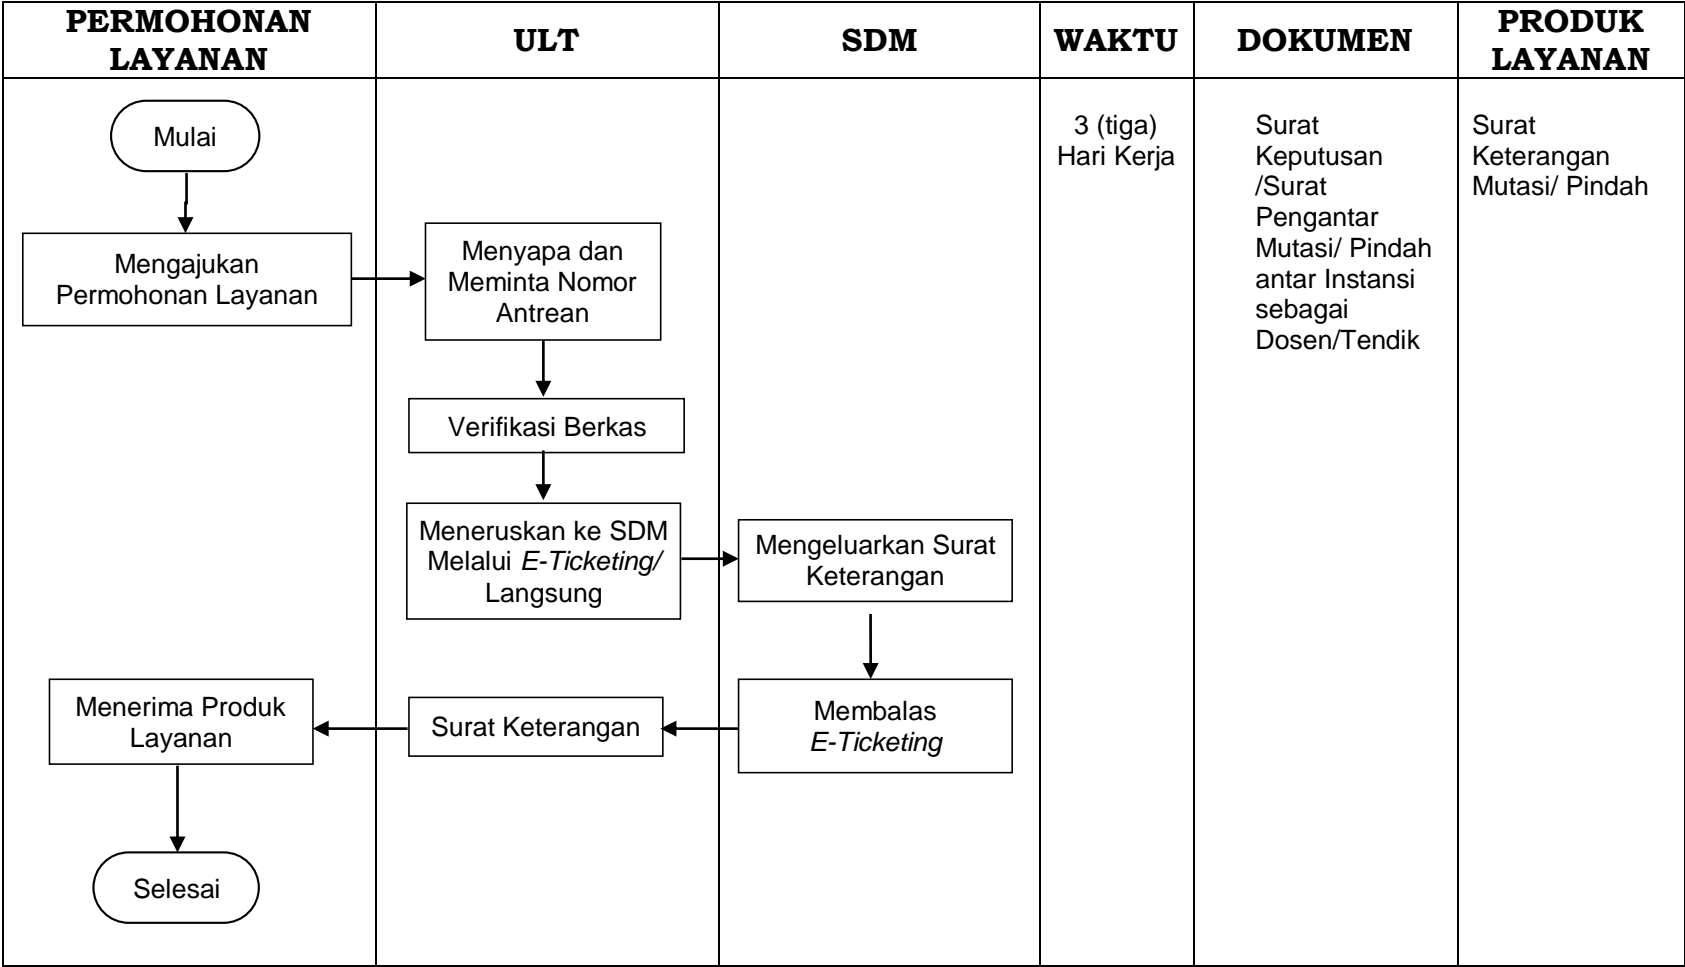 PERMOHONAN
LAYANAN
ULT
SDM
WAKTU
DOKUMEN
PRODUK
LAYANAN
Mulai
Mengajukan
Permohonan Layanan
Menyapa dan
Meminta Nomor
Antrean
Verifikasi Berkas
Meneruskan ke SDM
Melalui E-Ticketing/
Langsung
Mengeluarkan Surat
Keterangan
Membalas
E-Ticketing
Surat Keterangan
Menerima Produk
Layanan
Selesai
3 (tiga)
Hari Kerja
Surat
Keputusan
/Surat
Pengantar
Mutasi/ Pindah
antar Instansi
sebagai
Dosen/Tendik
Surat
Keterangan
Mutasi/ Pindah